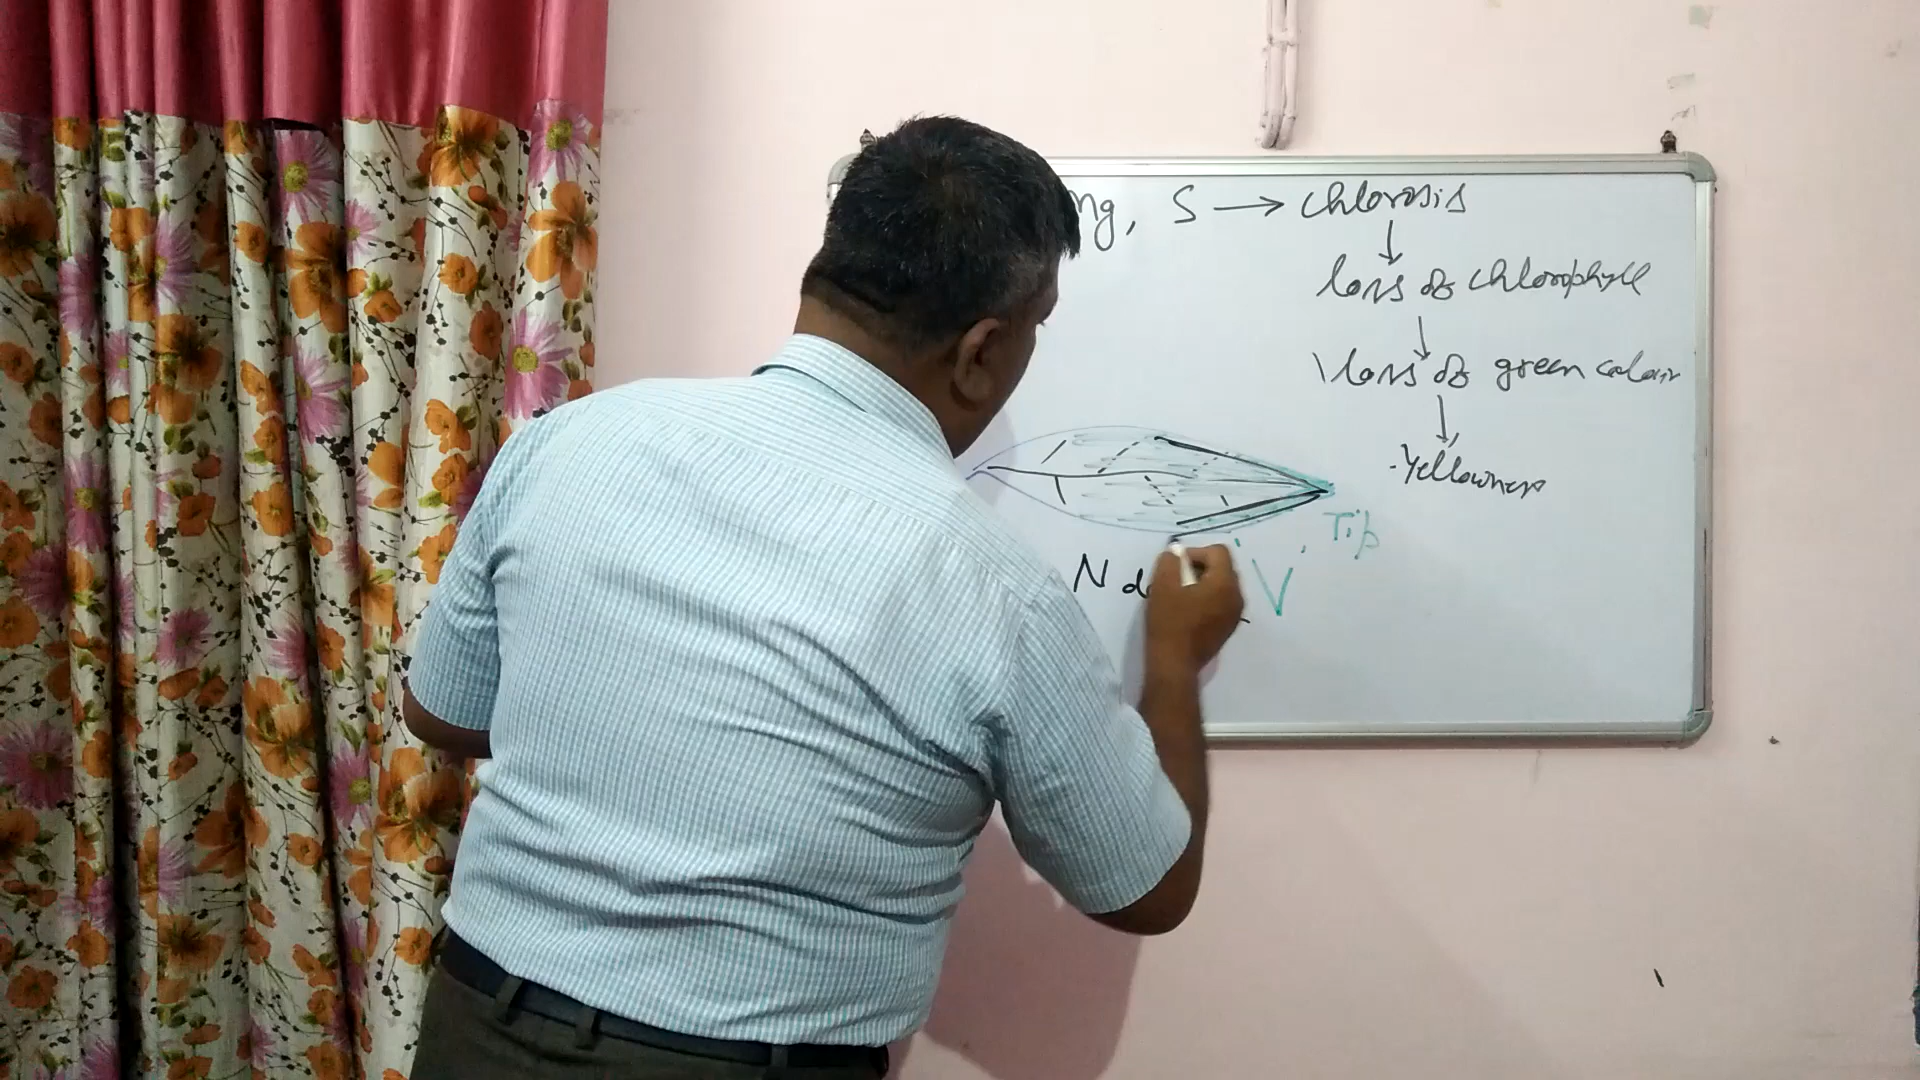 mg, S → chlorosis
↓
loss of chlorophyll
↓
loss of green colour
↓
Yellowness
Tip
N
V